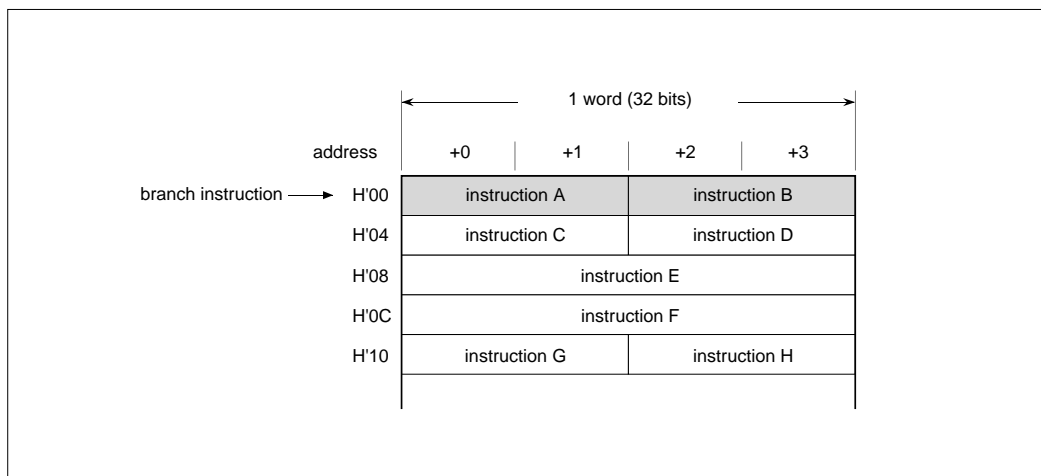 1 word (32 bits)
address +0 +1 +2 +3
branch instruction H'00 instruction A instruction B
H'04 instruction C instruction D
H'08 instruction E
H'0C instruction F
H'10 instruction G instruction H